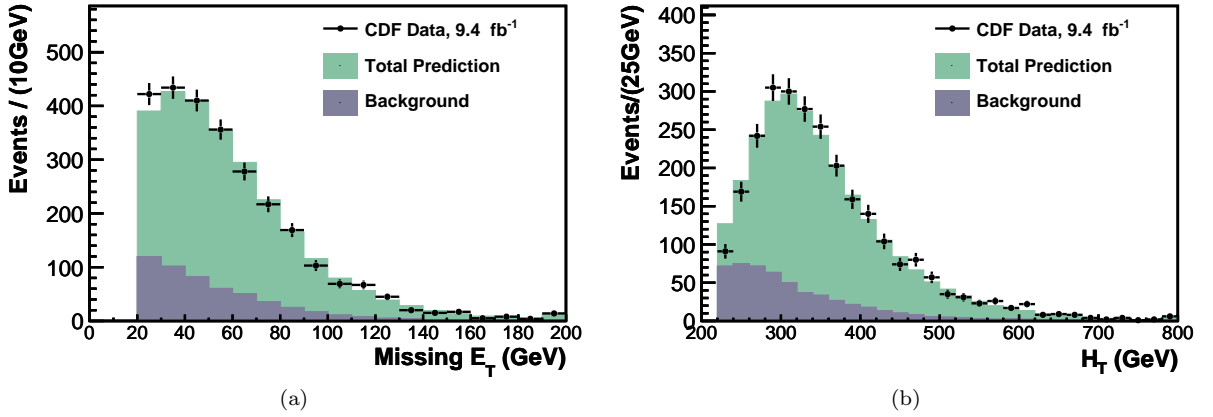 Events / (10GeV)
500
400
300
200
100
0
CDF Data, 9.4 fb⁻¹
Total Prediction
Background
0 20 40 60 80 100 120 140 160 180 200
Missing E_T (GeV)
(a)
Events/(25GeV)
400
350
300
250
200
150
100
50
0
CDF Data, 9.4 fb⁻¹
Total Prediction
Background
200 300 400 500 600 700 800
H_T (GeV)
(b)